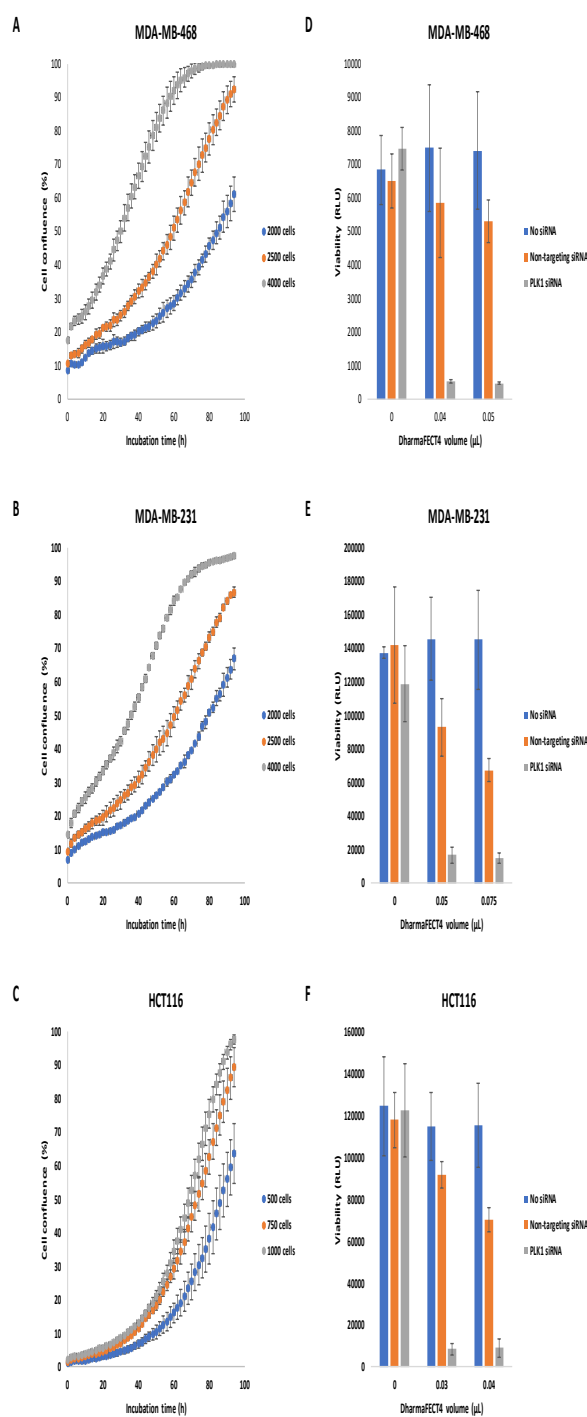 A
MDA-MB-468
Cell confluence (%)
100
90
80
70
60
50
40
30
20
10
0
0 20 40 60 80 100
Incubation time (h)
2000 cells
2500 cells
4000 cells
D
MDA-MB-468
Viability (RLU)
10000
9000
8000
7000
6000
5000
4000
3000
2000
1000
0
0 0.04 0.05
DharmaFECT4 volume (µL)
No siRNA
Non-targeting siRNA
PLK1 siRNA
B
MDA-MB-231
Cell confluence (%)
100
90
80
70
60
50
40
30
20
10
0
0 20 40 60 80 100
Incubation time (h)
2000 cells
2500 cells
4000 cells
E
MDA-MB-231
Viability (RLU)
200000
180000
160000
140000
120000
100000
80000
60000
40000
20000
0
0 0.05 0.075
DharmaFECT4 volume (µL)
No siRNA
Non-targeting siRNA
PLK1 siRNA
C
HCT116
Cell confluence (%)
100
90
80
70
60
50
40
30
20
10
0
0 20 40 60 80 100
Incubation time (h)
500 cells
750 cells
1000 cells
F
HCT116
Viability (RLU)
160000
140000
120000
100000
80000
60000
40000
20000
0
0 0.03 0.04
DharmaFECT4 volume (µL)
No siRNA
Non-targeting siRNA
PLK1 siRNA